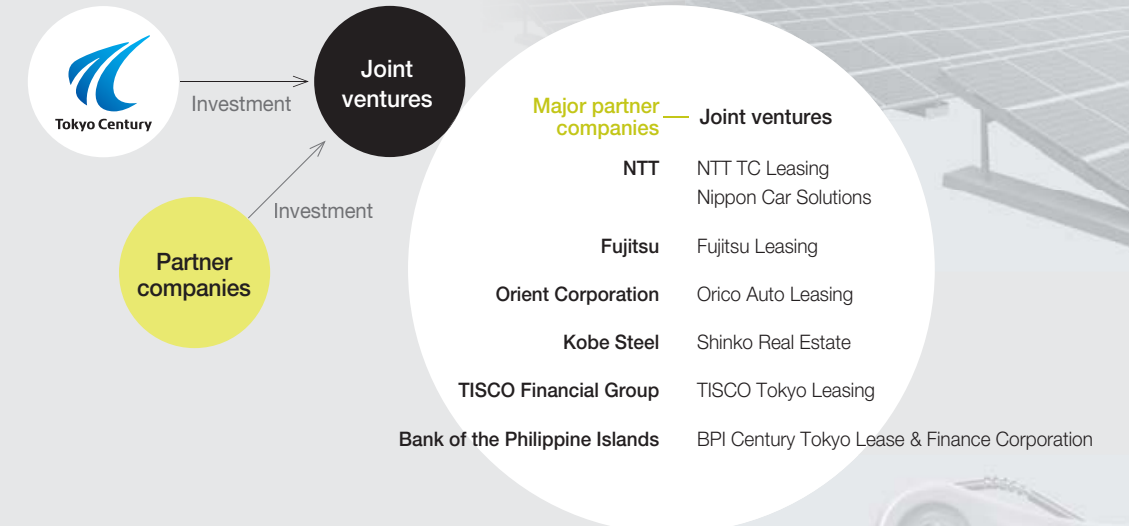 Tokyo Century
Investment
Joint
ventures
Investment
Partner
companies
Major partner
companies
Joint ventures
NTT
NTT TC Leasing
Nippon Car Solutions
Fujitsu
Fujitsu Leasing
Orient Corporation
Orico Auto Leasing
Kobe Steel
Shinko Real Estate
TISCO Financial Group
TISCO Tokyo Leasing
Bank of the Philippine Islands
BPI Century Tokyo Lease & Finance Corporation